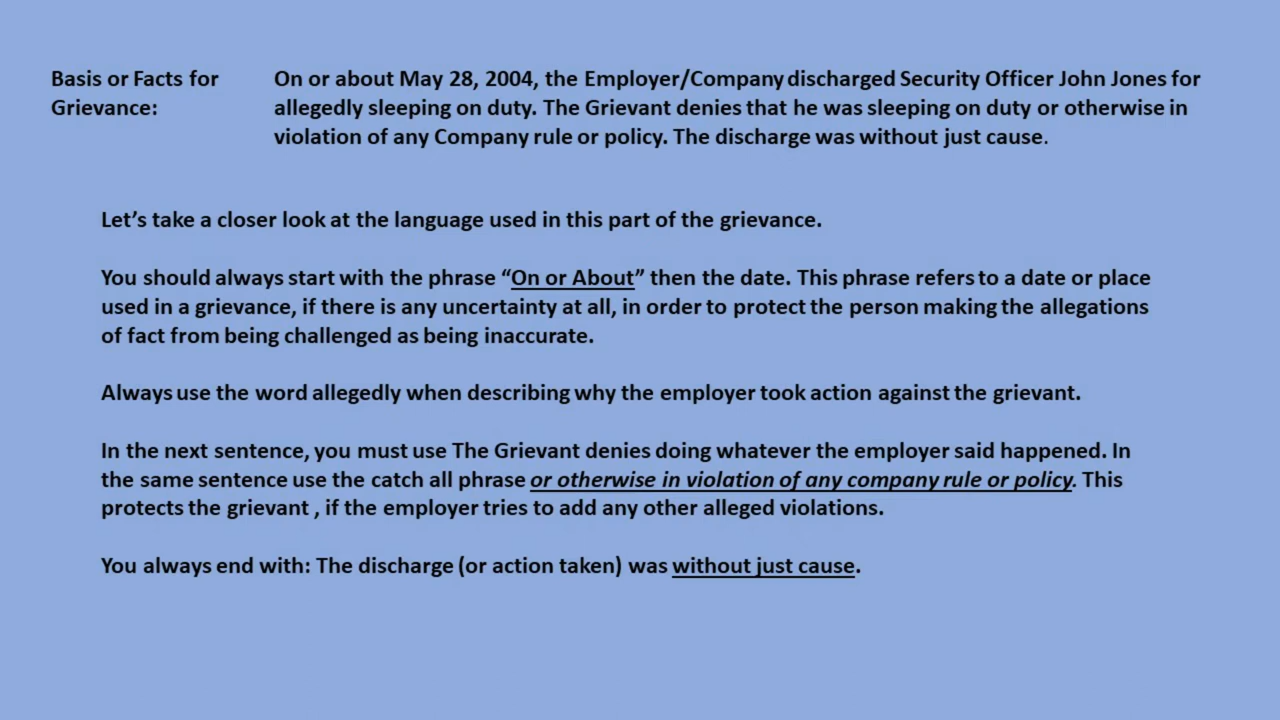 Basis or Facts for
Grievance:
On or about May 28, 2004, the Employer/Company discharged Security Officer John Jones for
allegedly sleeping on duty. The Grievant denies that he was sleeping on duty or otherwise in
violation of any Company rule or policy. The discharge was without just cause.
Let’s take a closer look at the language used in this part of the grievance.
You should always start with the phrase “On or About” then the date. This phrase refers to a date or place
used in a grievance, if there is any uncertainty at all, in order to protect the person making the allegations
of fact from being challenged as being inaccurate.
Always use the word allegedly when describing why the employer took action against the grievant.
In the next sentence, you must use The Grievant denies doing whatever the employer said happened. In
the same sentence use the catch all phrase or otherwise in violation of any company rule or policy. This
protects the grievant , if the employer tries to add any other alleged violations.
You always end with: The discharge (or action taken) was without just cause.